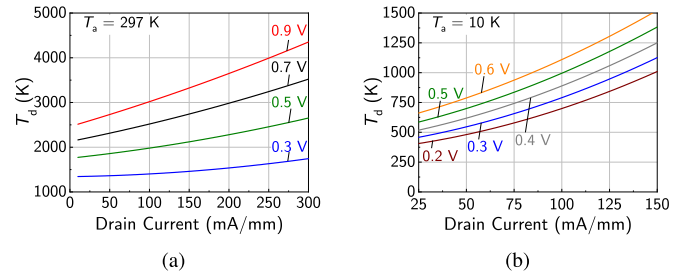 5000
4000
3000
2000
1000
T_d (K)
T_a = 297 K
0.9 V
0.7 V
0.5 V
0.3 V
0 50 100 150 200 250 300
Drain Current (mA/mm)
(a)
1500
1250
1000
750
500
250
0
T_d (K)
T_a = 10 K
0.6 V
0.5 V
0.4 V
0.3 V
0.2 V
25 50 75 100 125 150
Drain Current (mA/mm)
(b)